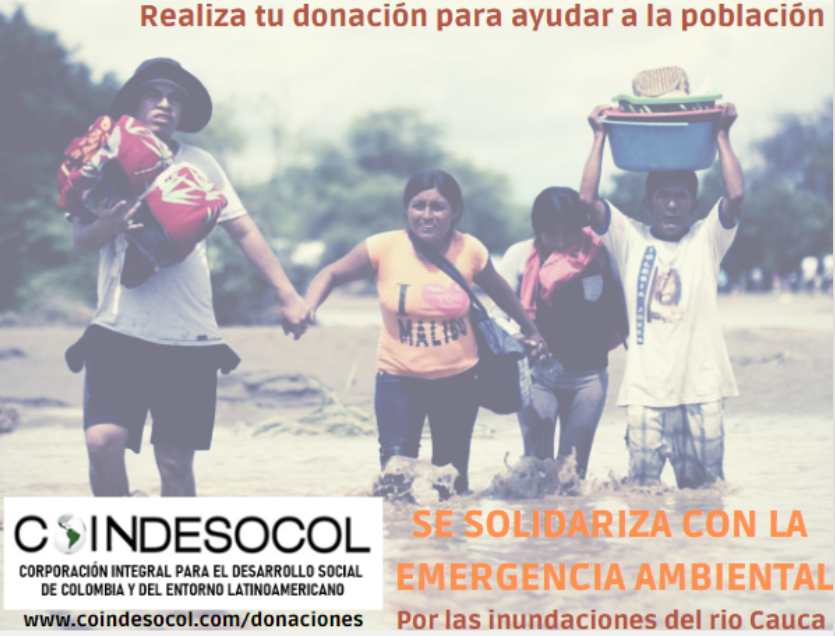 Realiza tu donación para ayudar a la población
I
MALIBU
COINDESOCOL
CORPORACIÓN INTEGRAL PARA EL DESARROLLO SOCIAL
DE COLOMBIA Y DEL ENTORNO LATINOAMERICANO
www.coindesocol.com/donaciones
SE SOLIDARIZA CON LA
EMERGENCIA AMBIENTAL
Por las inundaciones del rio Cauca